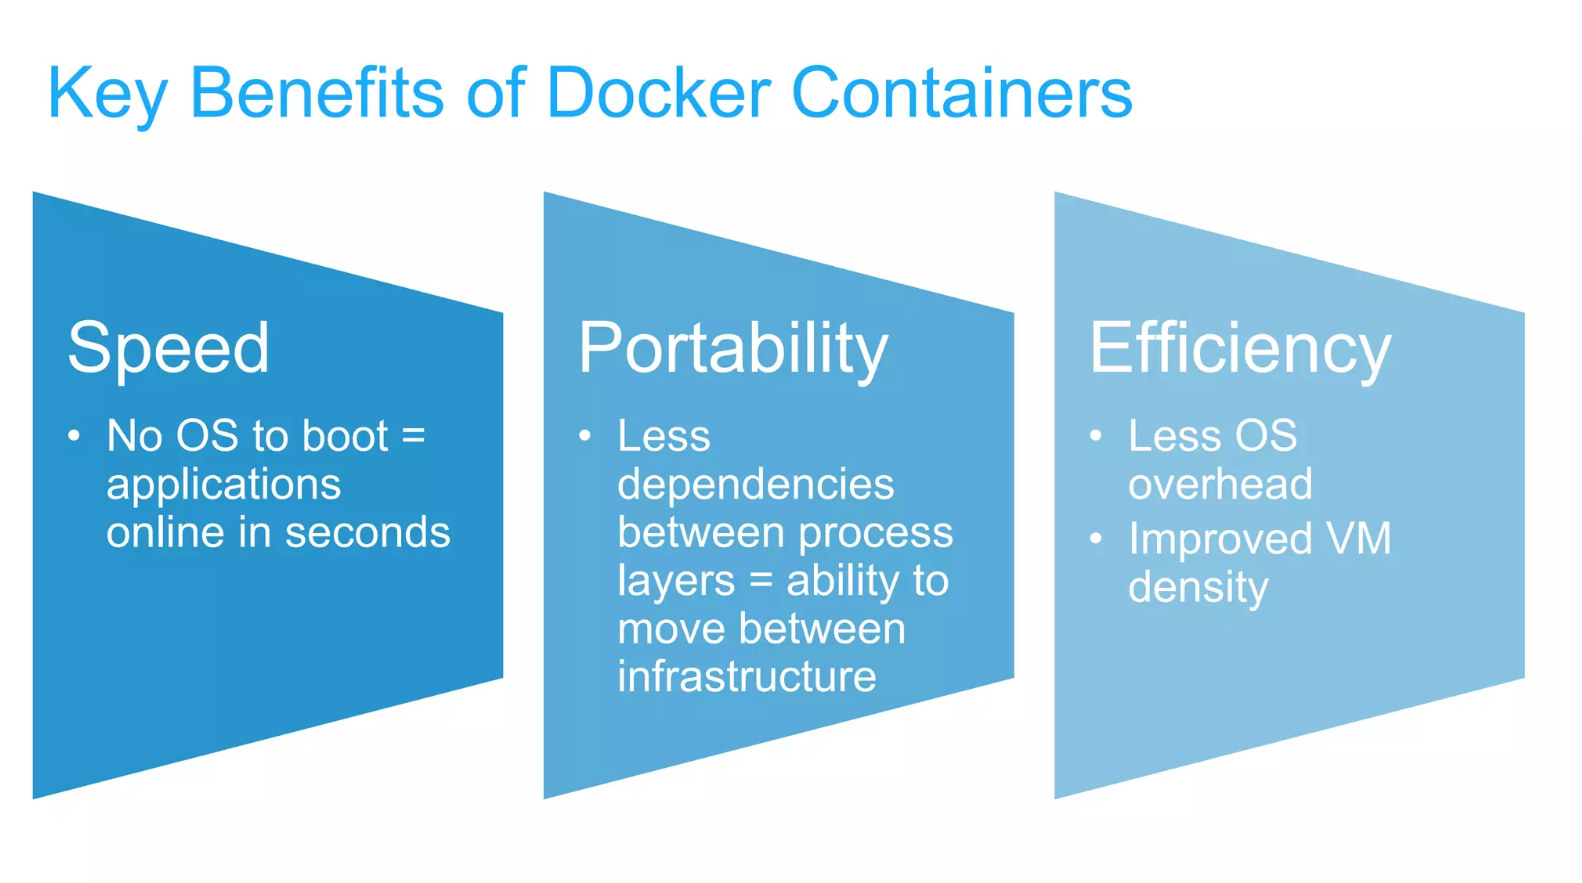 Key Benefits of Docker Containers
Speed
• No OS to boot =
applications
online in seconds
Portability
• Less
dependencies
between process
layers = ability to
move between
infrastructure
Efficiency
• Less OS
overhead
• Improved VM
density